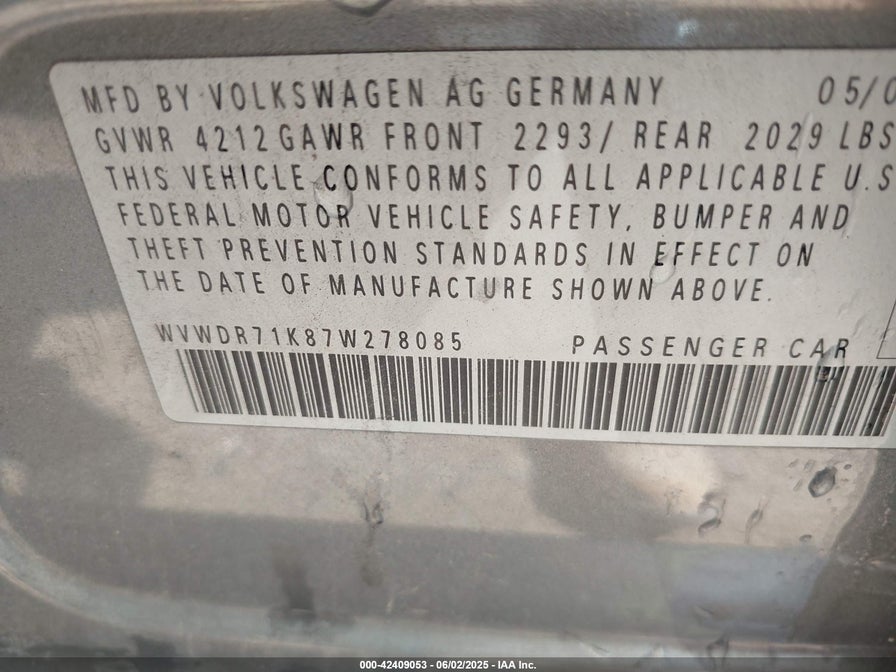 MFD BY VOLKSWAGEN AG GERMANY 05/0
GVWR 4212 GAWR FRONT 2293/ REAR 2029 LBS
THIS VEHICLE CONFORMS TO ALL APPLICABLE U.S
FEDERAL MOTOR VEHICLE SAFETY, BUMPER AND
THEFT PREVENTION STANDARDS IN EFFECT ON
THE DATE OF MANUFACTURE SHOWN ABOVE.
WVWDR71K87W278085 PASSENGER CAR
000-42409053 - 06/02/2025 - IAA Inc.